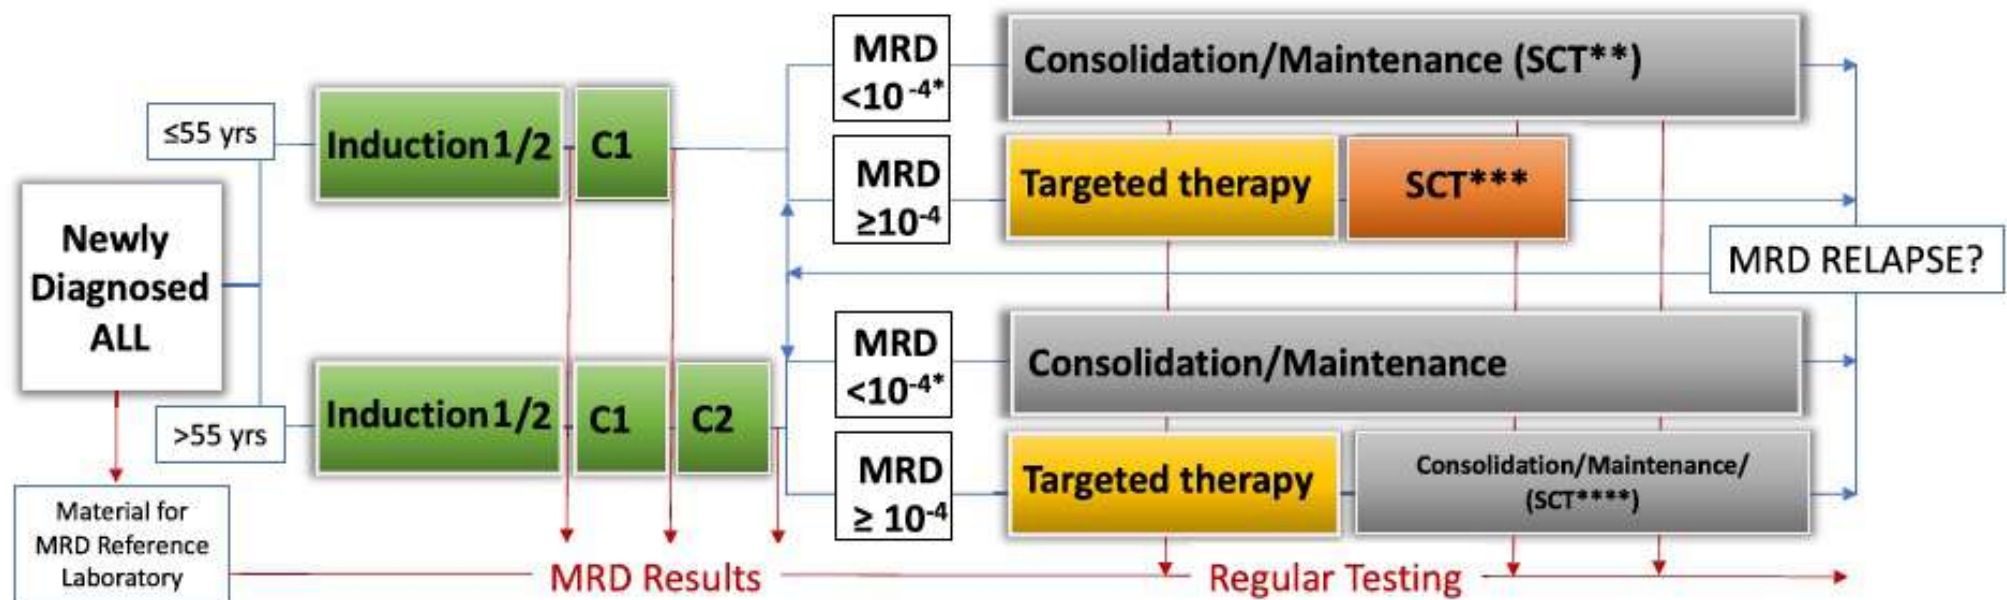 Newly
Diagnosed
ALL
Material for
MRD Reference
Laboratory
≤55 yrs
>55 yrs
Induction 1/2
C1
Induction 1/2
C1
C2
MRD
<10⁻⁴*
Consolidation/Maintenance (SCT**)
MRD
≥10⁻⁴
Targeted therapy
SCT***
MRD RELAPSE?
MRD
<10⁻⁴*
Consolidation/Maintenance
MRD
≥ 10⁻⁴
Targeted therapy
Consolidation/Maintenance/
(SCT****)
MRD Results
Regular Testing